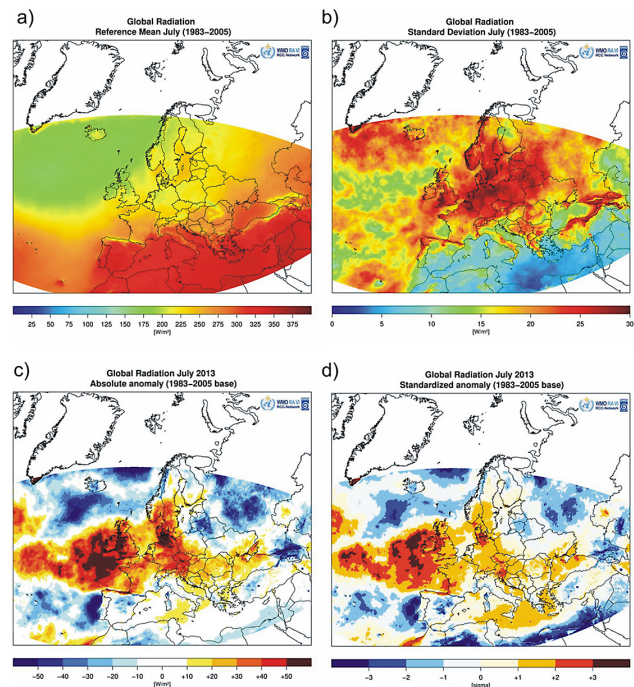 a)
Global Radiation
Reference Mean July (1983-2005)
WMO RA VI
RCC Network
25 50 75 100 125 150 175 200 225 250 275 300 325 350 375
[W/m²]
b)
Global Radiation
Standard Deviation July (1983-2005)
WMO RA VI
RCC Network
0 5 10 15 20 25 30
[W/m²]
c)
Global Radiation July 2013
Absolute anomaly (1983-2005 base)
WMO RA VI
RCC Network
-50 -40 -30 -20 -10 0 +10 +20 +30 +40 +50
[W/m²]
d)
Global Radiation July 2013
Standardized anomaly (1983-2005 base)
WMO RA VI
RCC Network
-3 -2 -1 0 +1 +2 +3
[sigma]